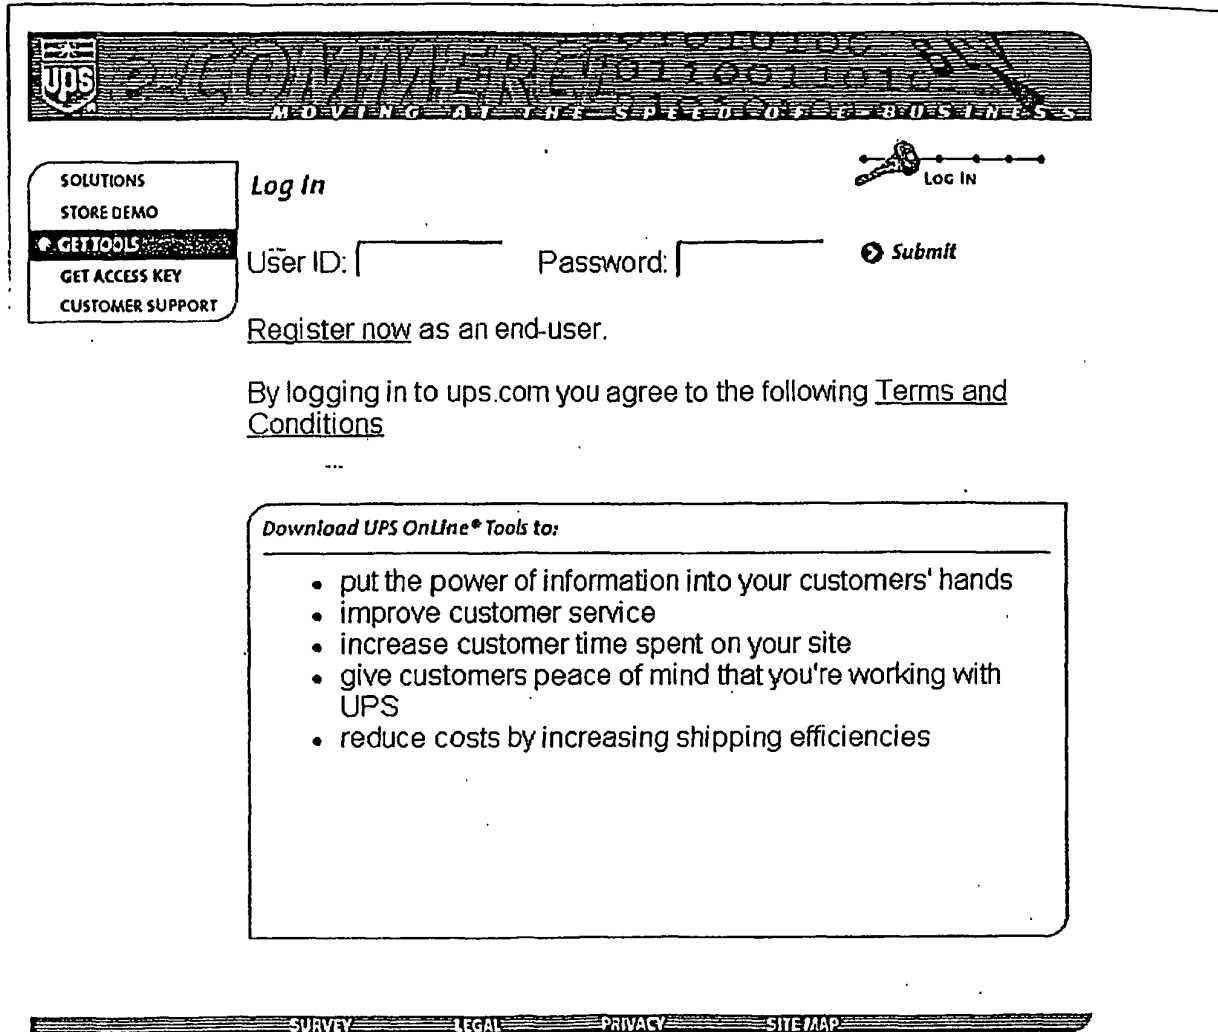 ups
e-COMMERCE
MOVING AT THE SPEED OF E-BUSINESS
SOLUTIONS
STORE DEMO
GET TOOLS
GET ACCESS KEY
CUSTOMER SUPPORT
Log In
LOG IN
User ID: Password: Submit
Register now as an end-user.
By logging in to ups.com you agree to the following Terms and
Conditions
Download UPS OnLine® Tools to:
• put the power of information into your customers' hands
• improve customer service
• increase customer time spent on your site
• give customers peace of mind that you're working with
UPS
• reduce costs by increasing shipping efficiencies
SURVEY LEGAL PRIVACY SITE MAP